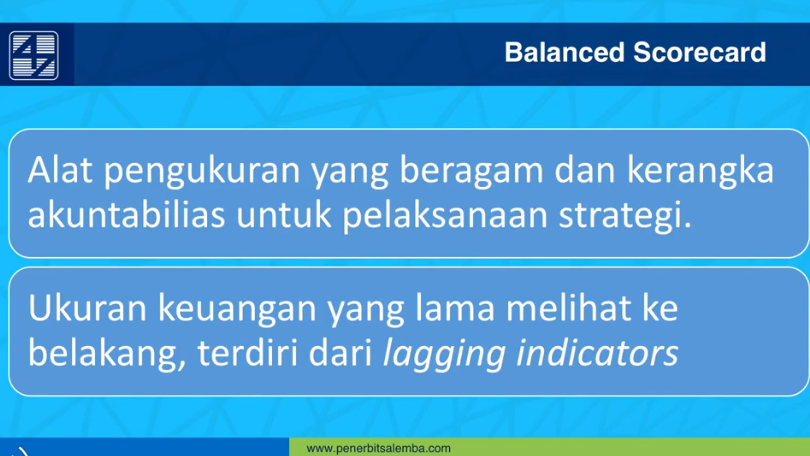 Balanced Scorecard
Alat pengukuran yang beragam dan kerangka
akuntabilias untuk pelaksanaan strategi.
Ukuran keuangan yang lama melihat ke
belakang, terdiri dari lagging indicators
www.penerbitsalemba.com